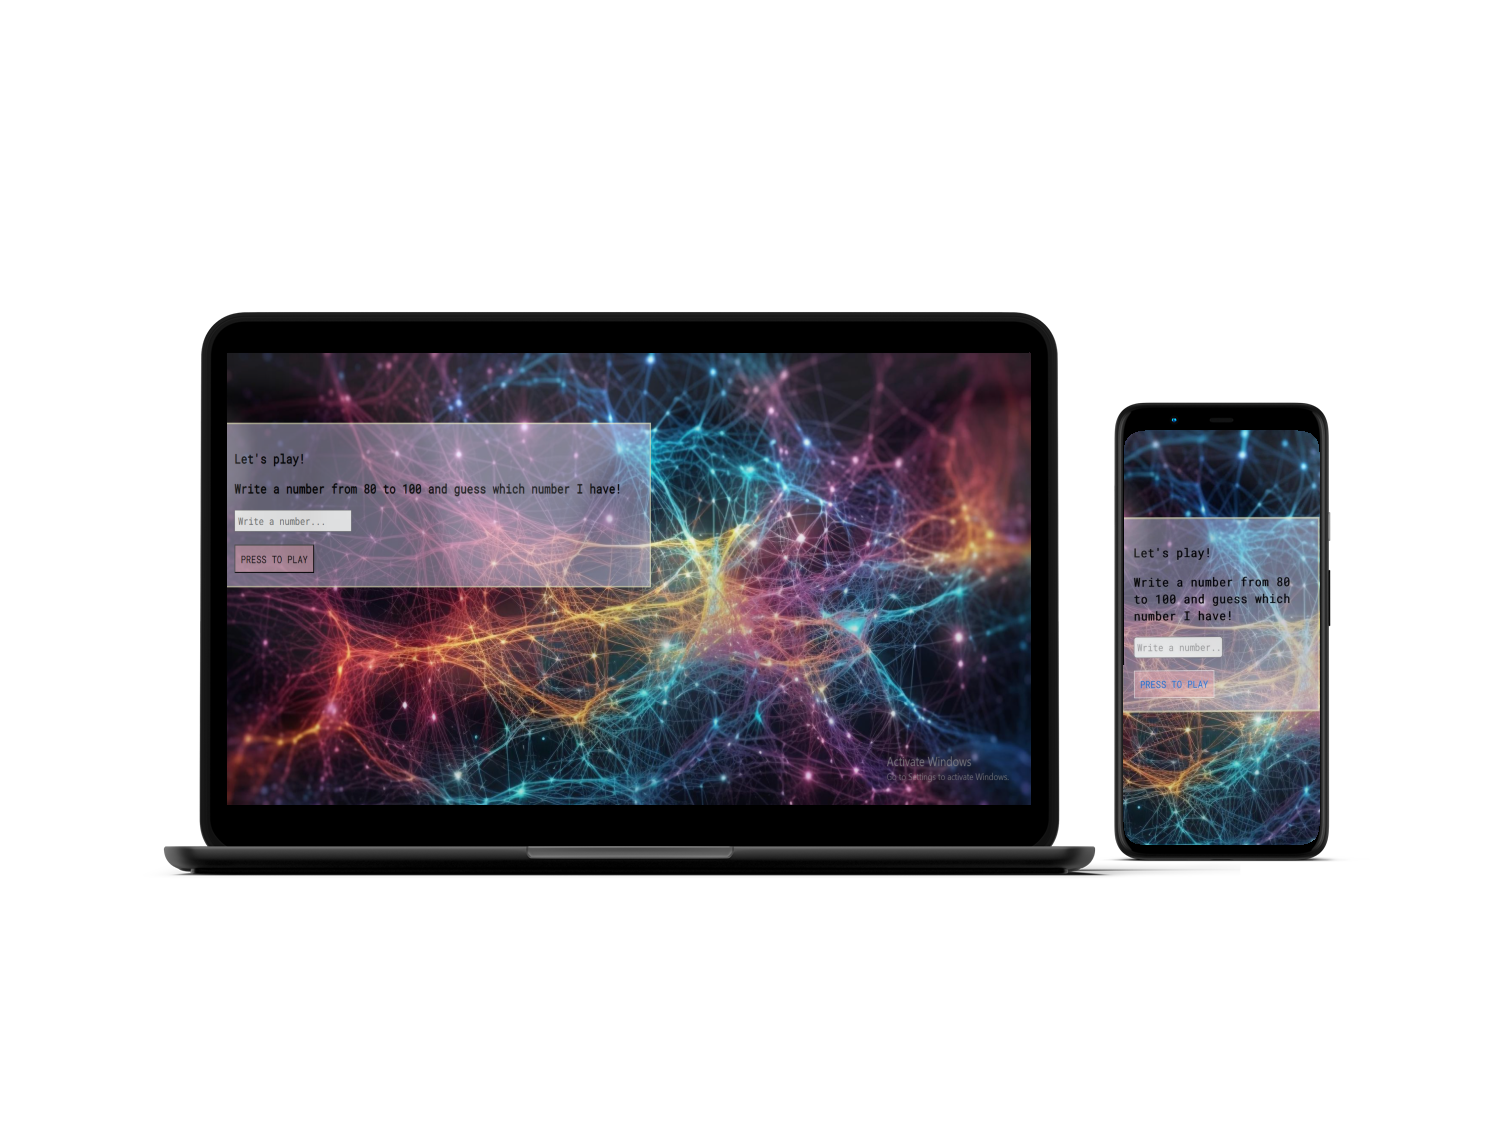 Let's play!
Write a number from 80 to 100 and guess which number I have!
Write a number...
PRESS TO PLAY
Activate Windows
Go to Settings to activate Windows.
Let's play!
Write a number from 80
to 100 and guess which
number I have!
Write a number..
PRESS TO PLAY